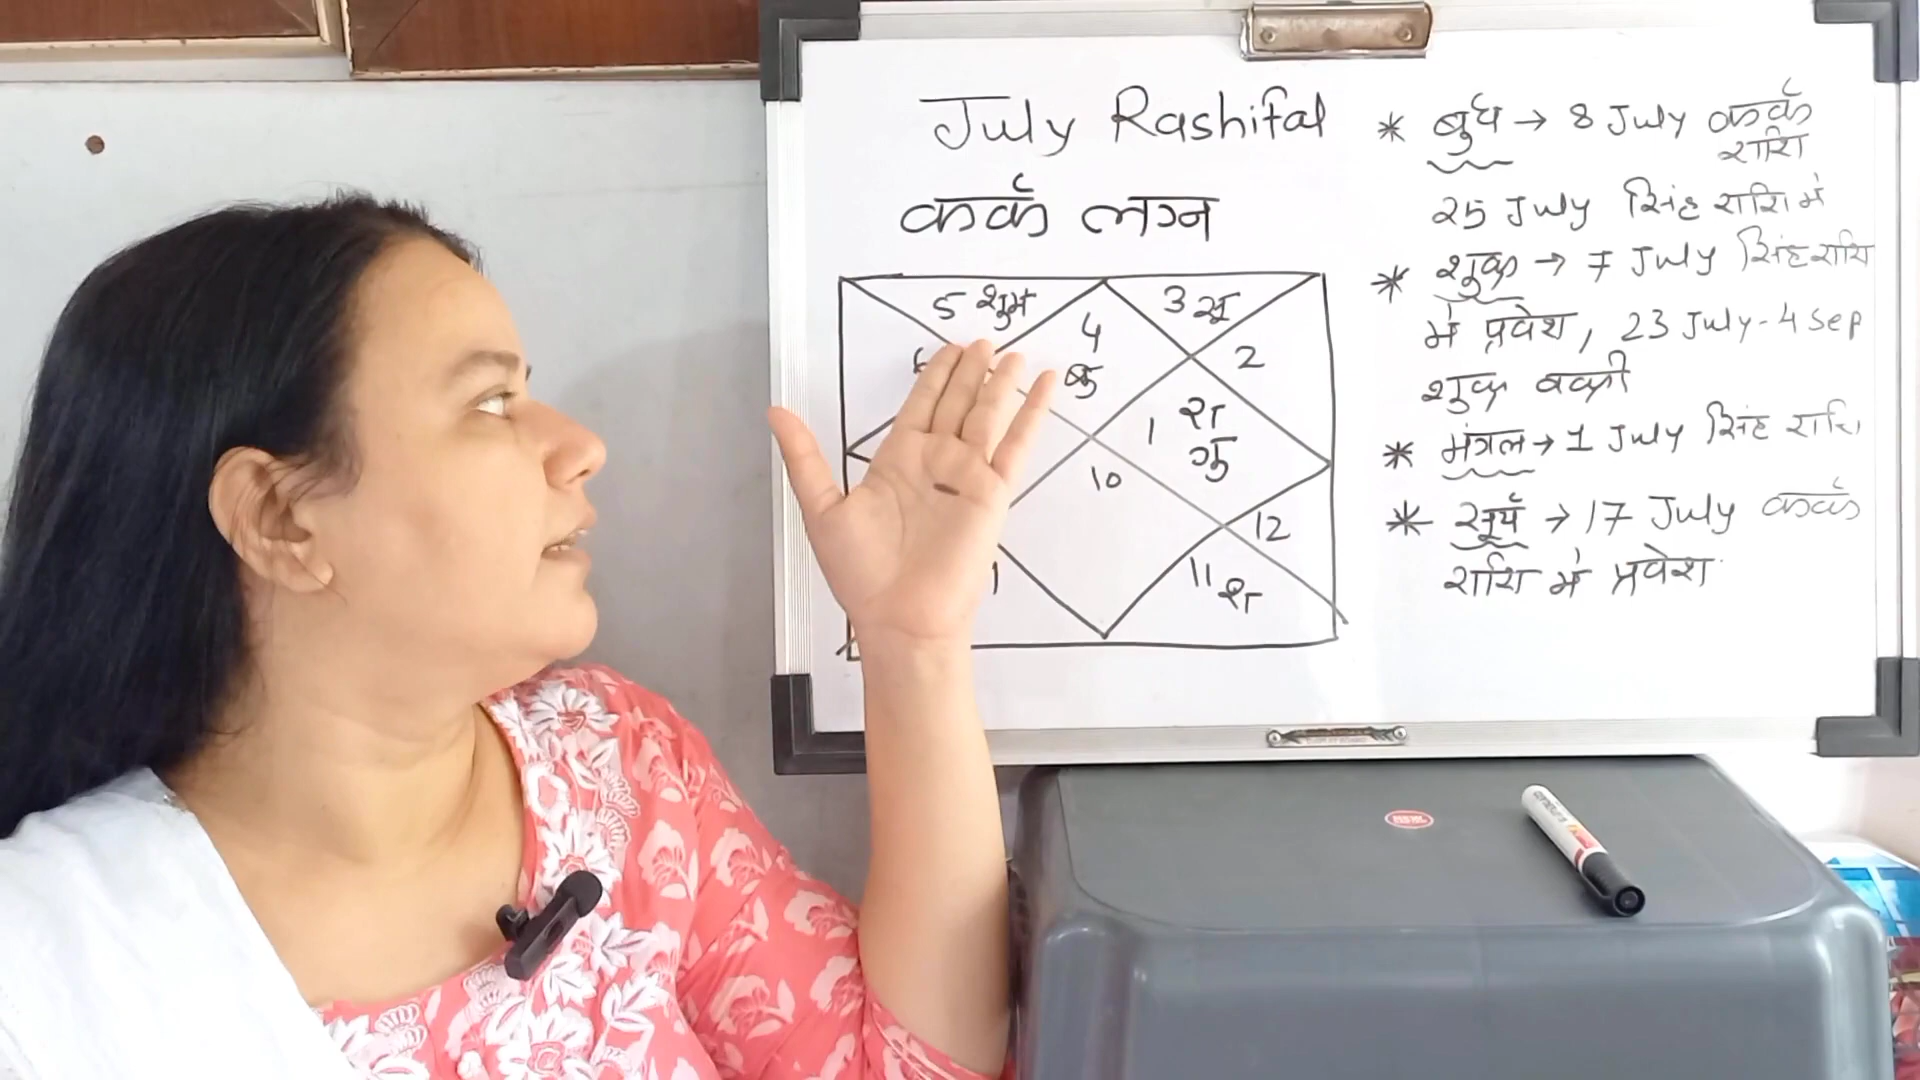 July Rashifal
कर्क लग्न
5 शु मं
3 सू
4
बु
6
2
1 रा
गु
10
12
11 श
* बुध → 8 July कर्क
राशि
25 July सिंह राशि में
* शुक्र → 7 July सिंह राशि
में प्रवेश, 23 July - 4 Sep
शुक्र वक्री
* मंगल → 1 July सिंह राशि
* सूर्य → 17 July कर्क
राशि में प्रवेश